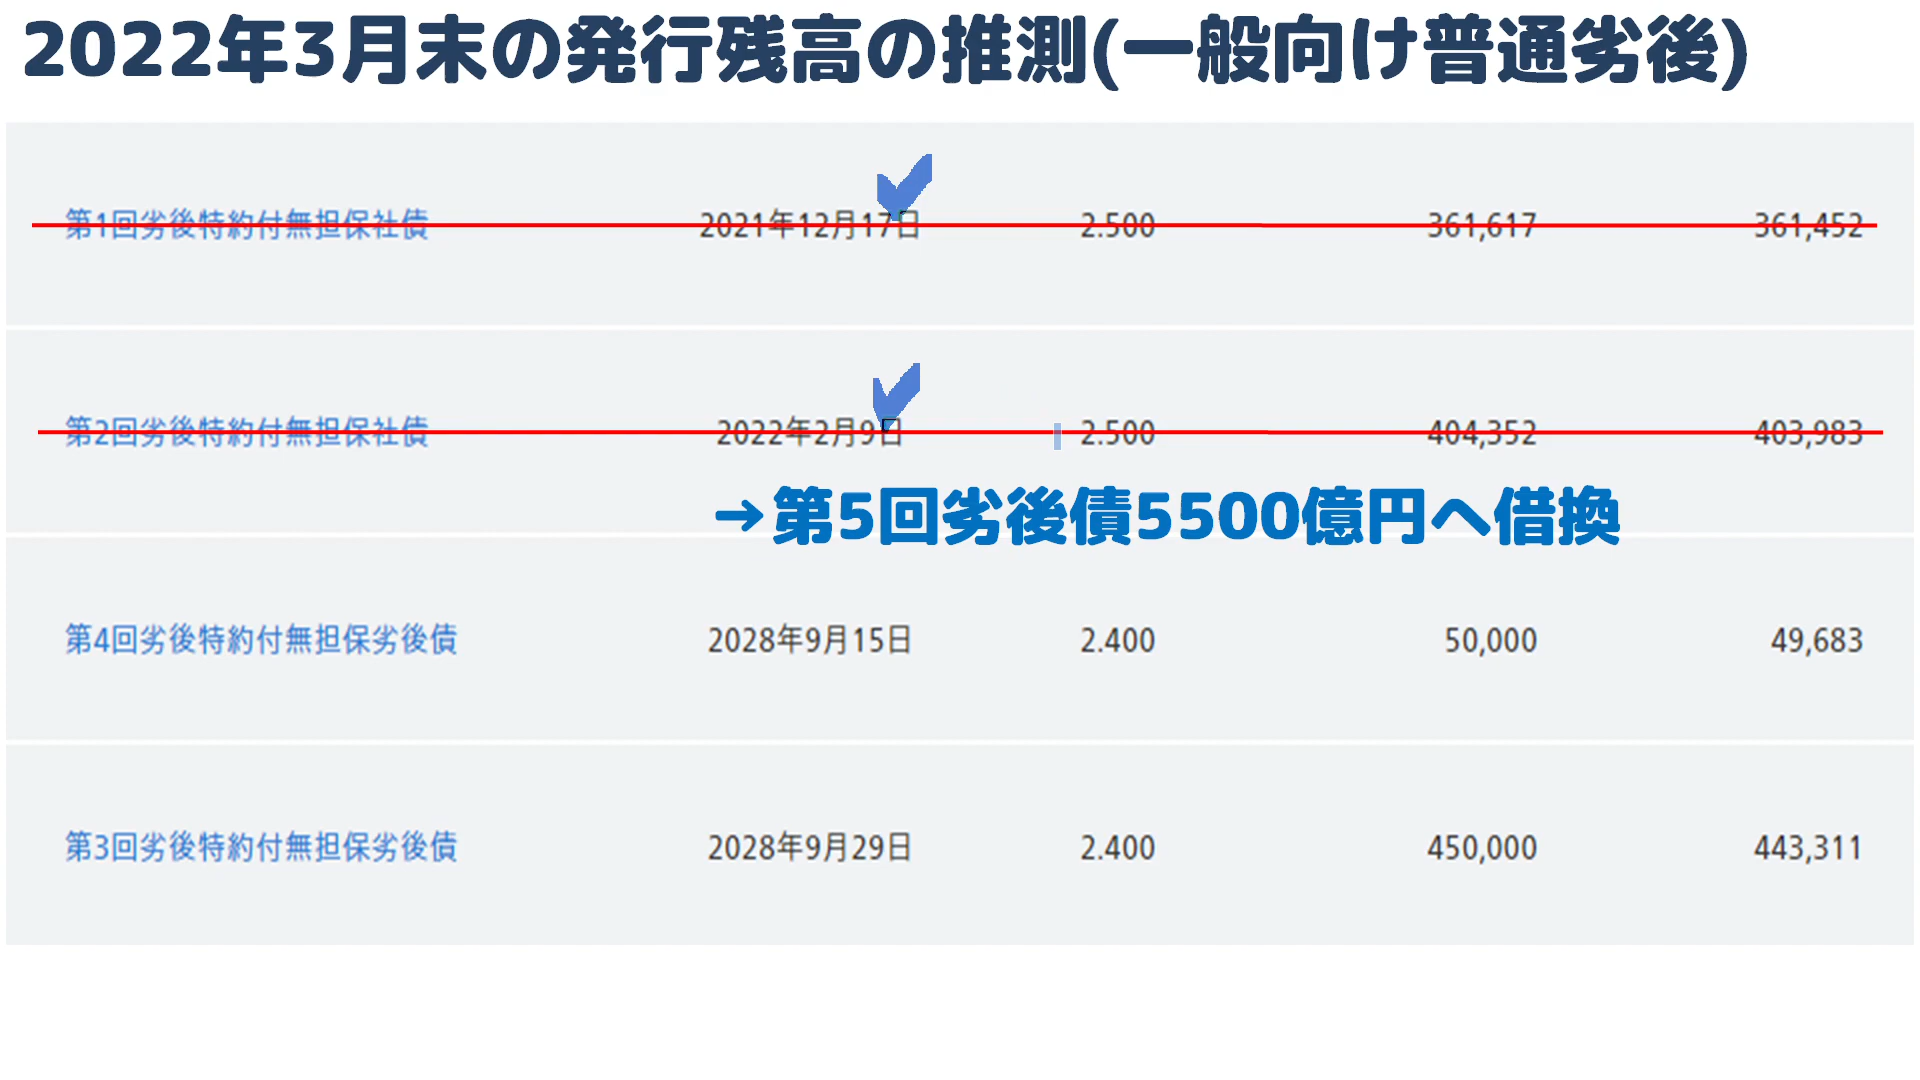 2022年3月末の発行残高の推測(一般向け普通劣後)
第1回劣後特約付無担保社債 2021年12月17日 2.500 361,617 361,452
第2回劣後特約付無担保社債 2022年2月9日 2.500 404,352 403,983
→第5回劣後債5500億円へ借換
第4回劣後特約付無担保劣後債 2028年9月15日 2.400 50,000 49,683
第3回劣後特約付無担保劣後債 2028年9月29日 2.400 450,000 443,311